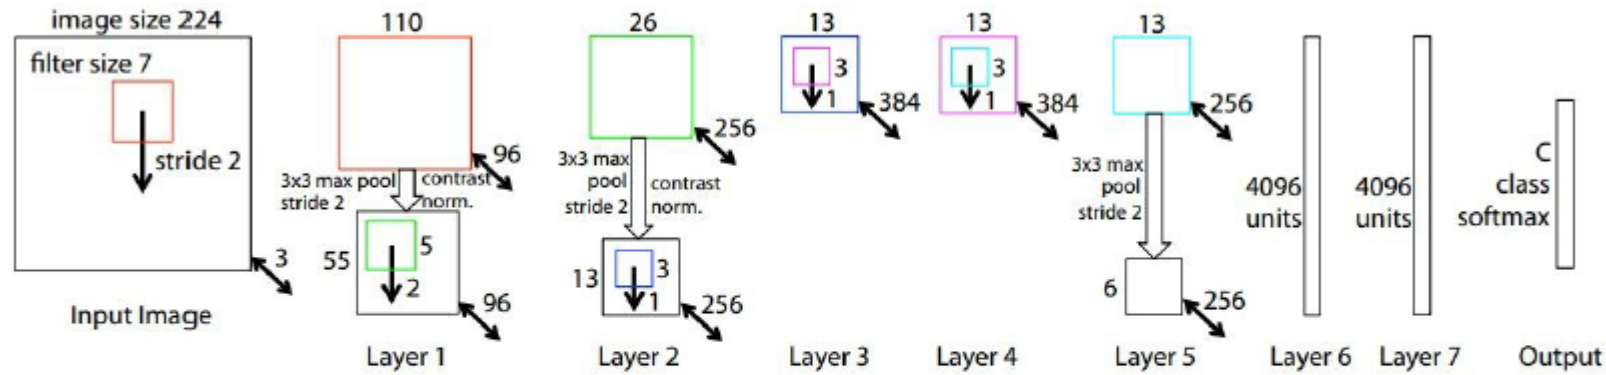 image size 224
filter size 7
stride 2
3
Input Image
110
96
3x3 max pool
stride 2
contrast
norm.
55
5
2
96
Layer 1
26
256
3x3 max
pool
stride 2
contrast
norm.
13
3
1
256
Layer 2
13
3
1
384
Layer 3
13
3
1
384
Layer 4
13
256
3x3 max
pool
stride 2
6
256
Layer 5
4096
units
Layer 6
4096
units
Layer 7
C
class
softmax
Output